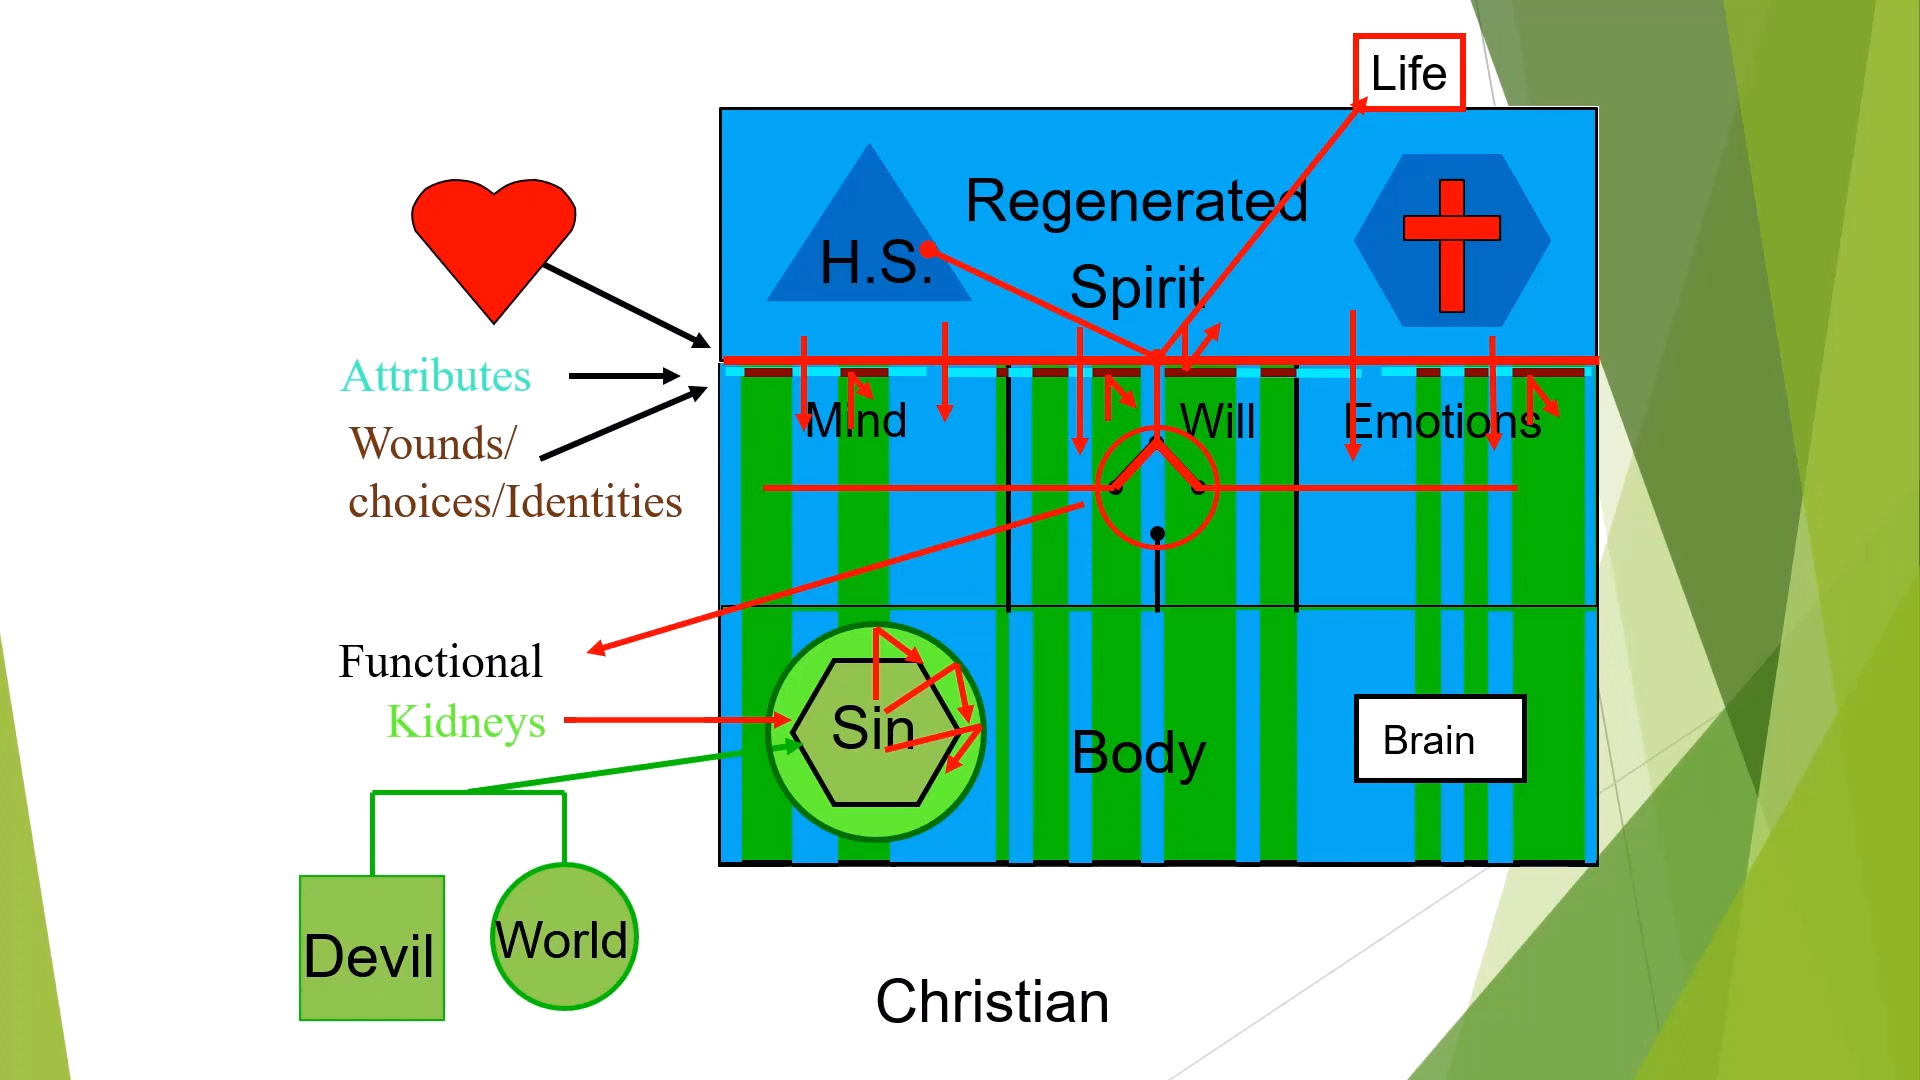 Life
Regenerated
Spirit
H.S.
Attributes
Wounds/
choices/Identities
Mind
Will
Emotions
Functional
Kidneys
Sin
Body
Brain
Devil
World
Christian